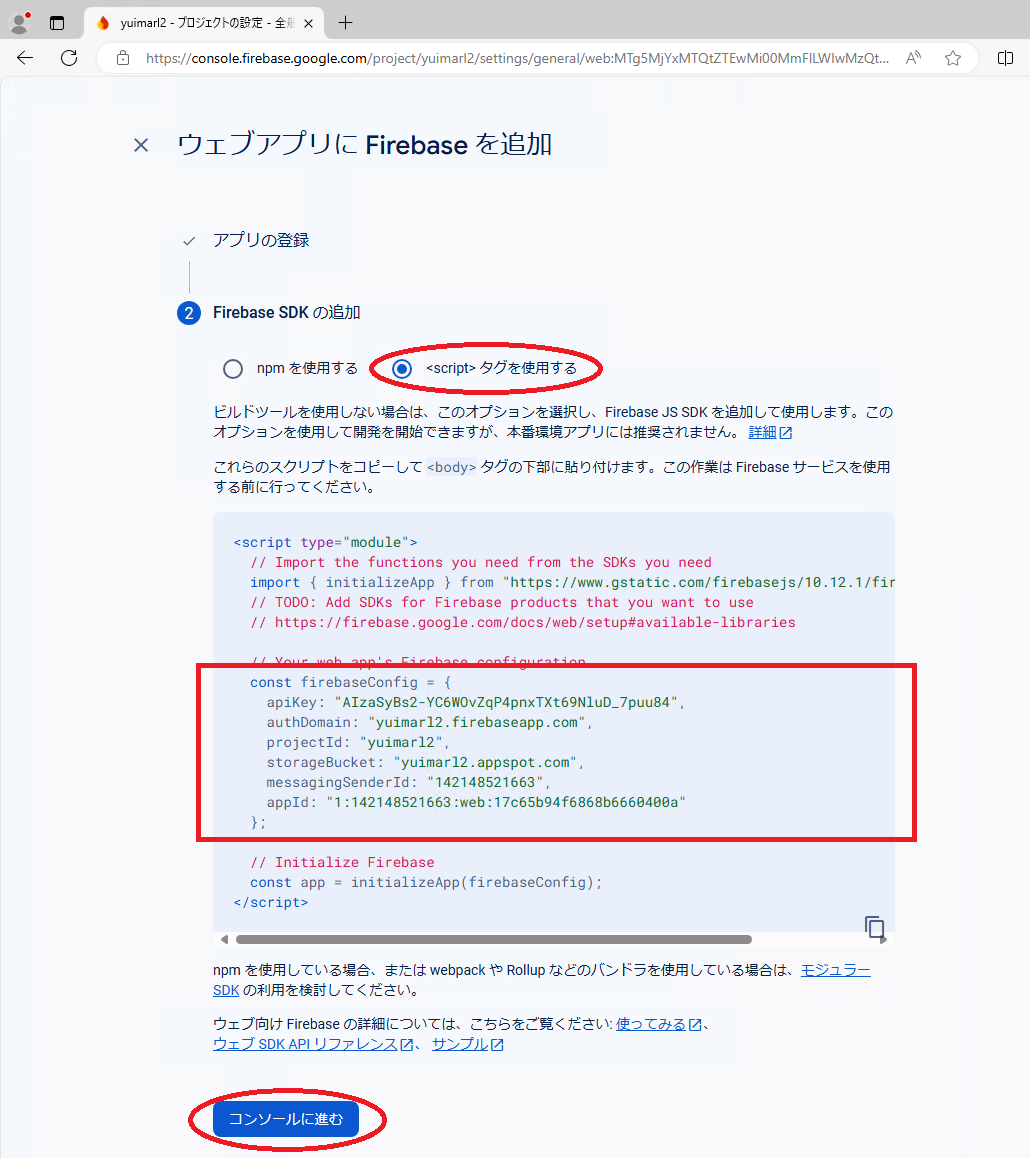 yuimarl2 - プロジェクトの設定 - 全般
https://console.firebase.google.com/project/yuimarl2/settings/general/web:MTg5MjYxMTQtZTEwMi00MmFlLWIwMzQt...
ウェブアプリに Firebase を追加
アプリの登録
2 Firebase SDK の追加
npm を使用する <script> タグを使用する
ビルドツールを使用しない場合は、このオプションを選択し、Firebase JS SDK を追加して使用します。この
オプションを使用して開発を開始できますが、本番環境アプリには推奨されません。 詳細
これらのスクリプトをコピーして <body> タグの下部に貼り付けます。この作業は Firebase サービスを使用
する前に行ってください。
<script type="module">
// Import the functions you need from the SDKs you need
import { initializeApp } from "https://www.gstatic.com/firebasejs/10.12.1/fir
// TODO: Add SDKs for Firebase products that you want to use
// https://firebase.google.com/docs/web/setup#available-libraries
// Your web app's Firebase configuration
const firebaseConfig = {
apiKey: "AIzaSyBs2-YC6WOvZqP4pnxTXt69NluD_7puu84",
authDomain: "yuimarl2.firebaseapp.com",
projectId: "yuimarl2",
storageBucket: "yuimarl2.appspot.com",
messagingSenderId: "142148521663",
appId: "1:142148521663:web:17c65b94f6868b6660400a"
};
// Initialize Firebase
const app = initializeApp(firebaseConfig);
</script>
npm を使用している場合、または webpack や Rollup などのバンドラを使用している場合は、モジュラー
SDK の利用を検討してください。
ウェブ向け Firebase の詳細については、こちらをご覧ください: 使ってみる、
ウェブ SDK API リファレンス、 サンプル
コンソールに進む